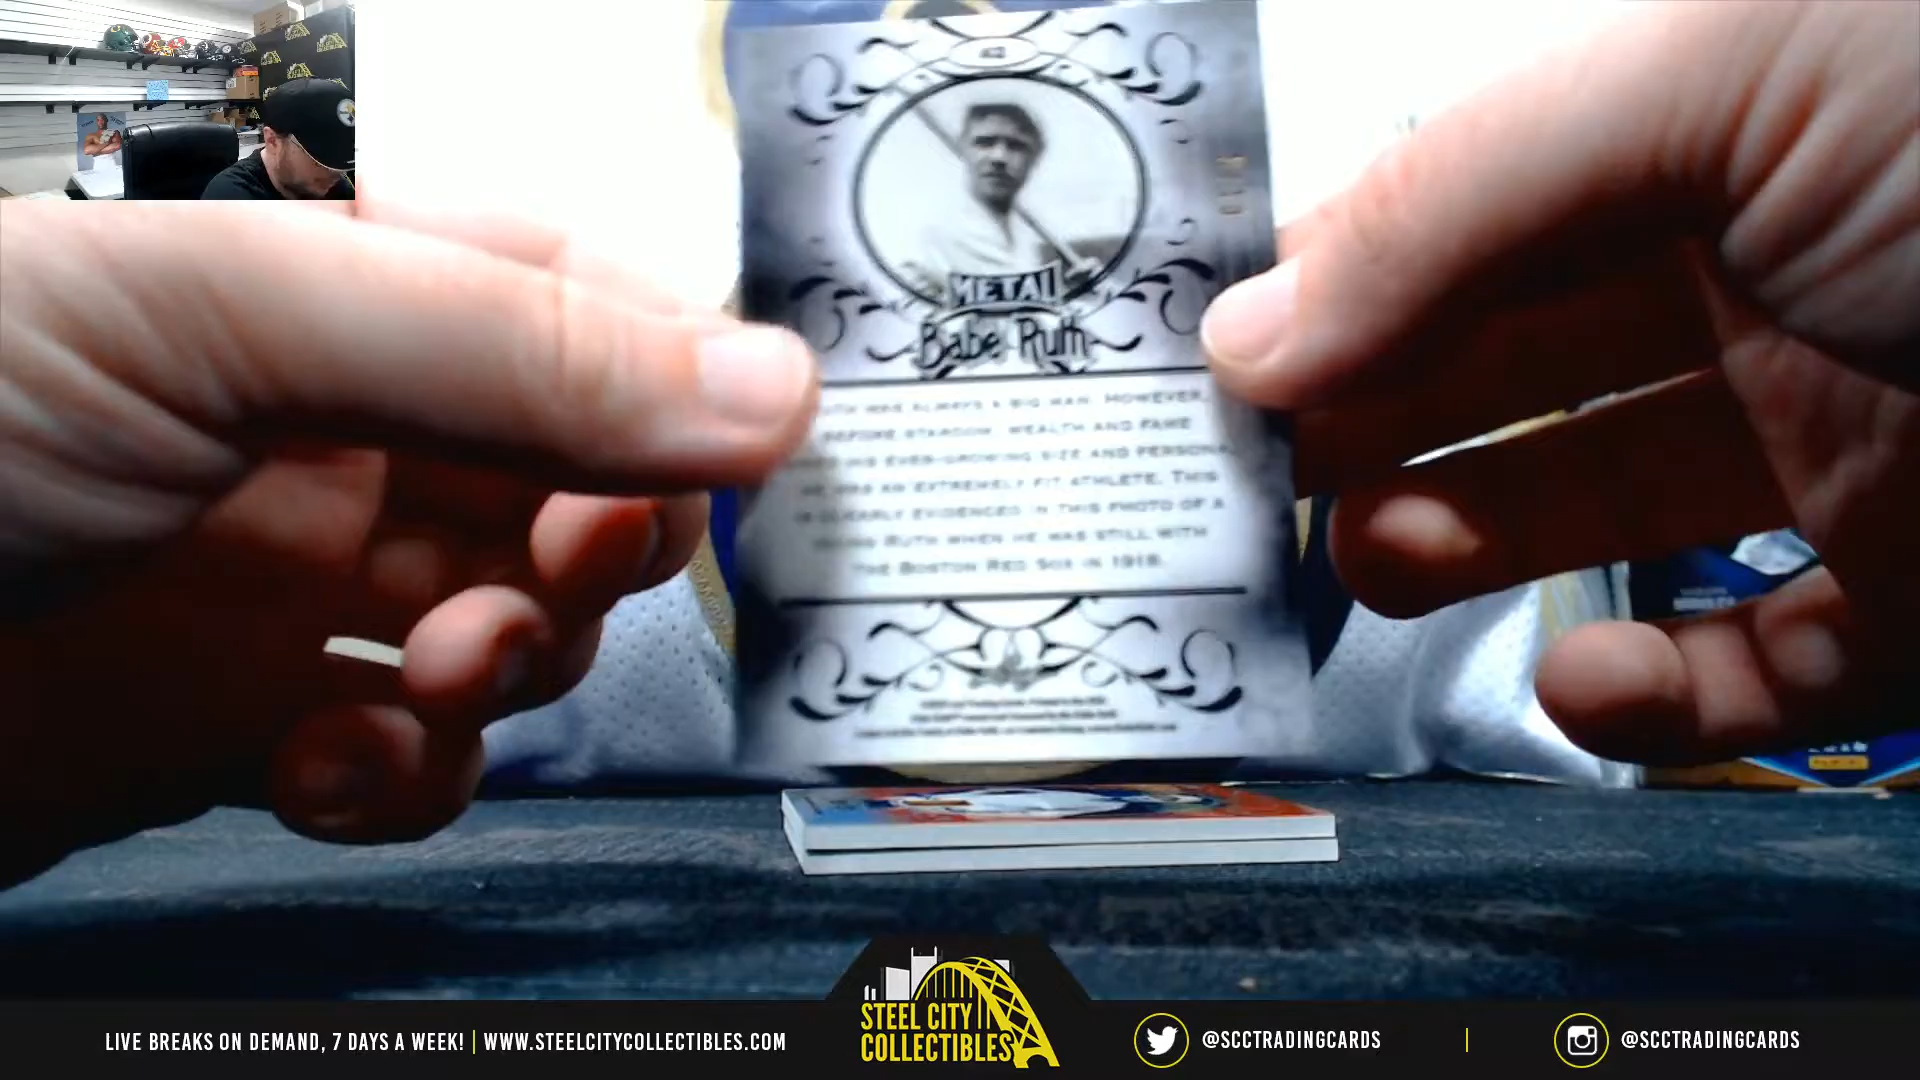 42
METAL
Babe Ruth
RUTH WAS ALWAYS A BIG MAN. HOWEVER,
BEFORE STARDOM, WEALTH AND FAME
HIS EVER-GROWING SIZE AND
HE WAS AN EXTREMELY FIT ATHLETE. THIS
IS CLEARLY EVIDENCED IN THIS PHOTO OF A
YOUNG RUTH WHEN HE WAS STILL WITH
THE BOSTON RED SOX IN
LIVE BREAKS ON DEMAND, 7 DAYS A WEEK! | WWW.STEELCITYCOLLECTIBLES.COM
STEEL CITY
COLLECTIBLES
@SCCTRADINGCARDS
@SCCTRADINGCARDS